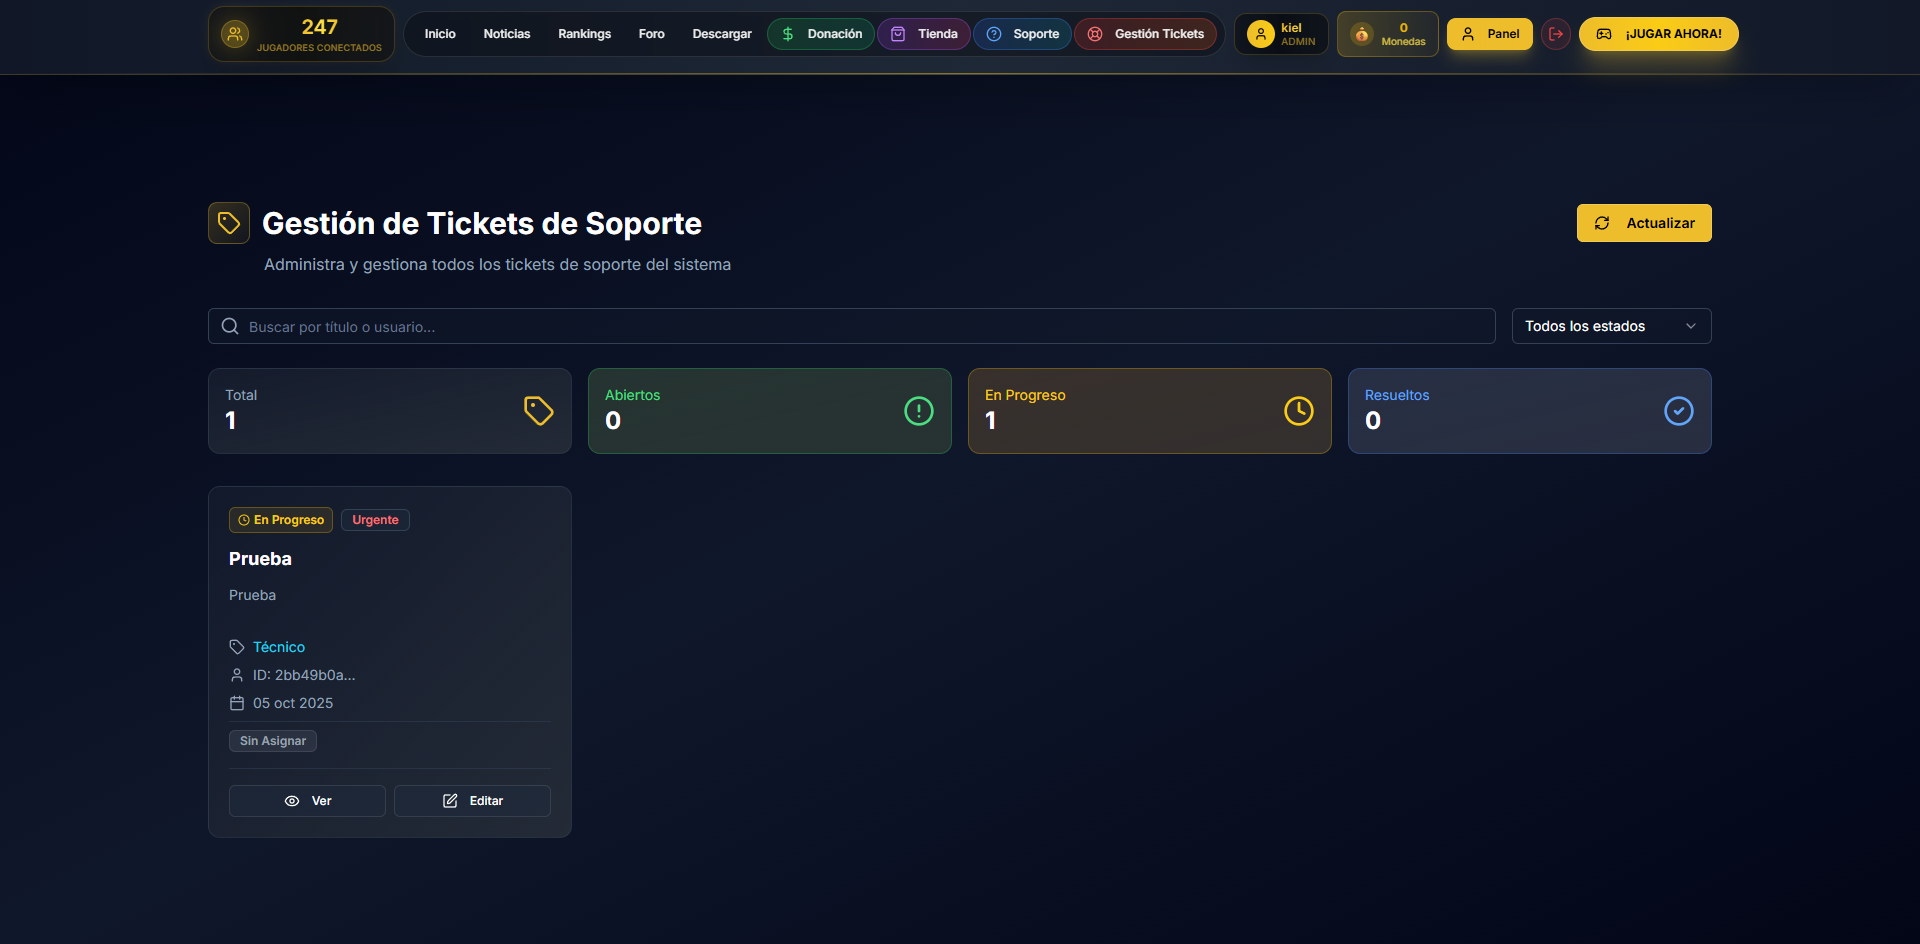 247
JUGADORES CONECTADOS
Inicio
Noticias
Rankings
Foro
Descargar
Donación
Tienda
Soporte
Gestión Tickets
kiel
ADMIN
0
Monedas
Panel
¡JUGAR AHORA!
Gestión de Tickets de Soporte
Administra y gestiona todos los tickets de soporte del sistema
Actualizar
Buscar por título o usuario...
Todos los estados
Total
1
Abiertos
0
En Progreso
1
Resueltos
0
En Progreso
Urgente
Prueba
Prueba
Técnico
ID: 2bb49b0a...
05 oct 2025
Sin Asignar
Ver
Editar